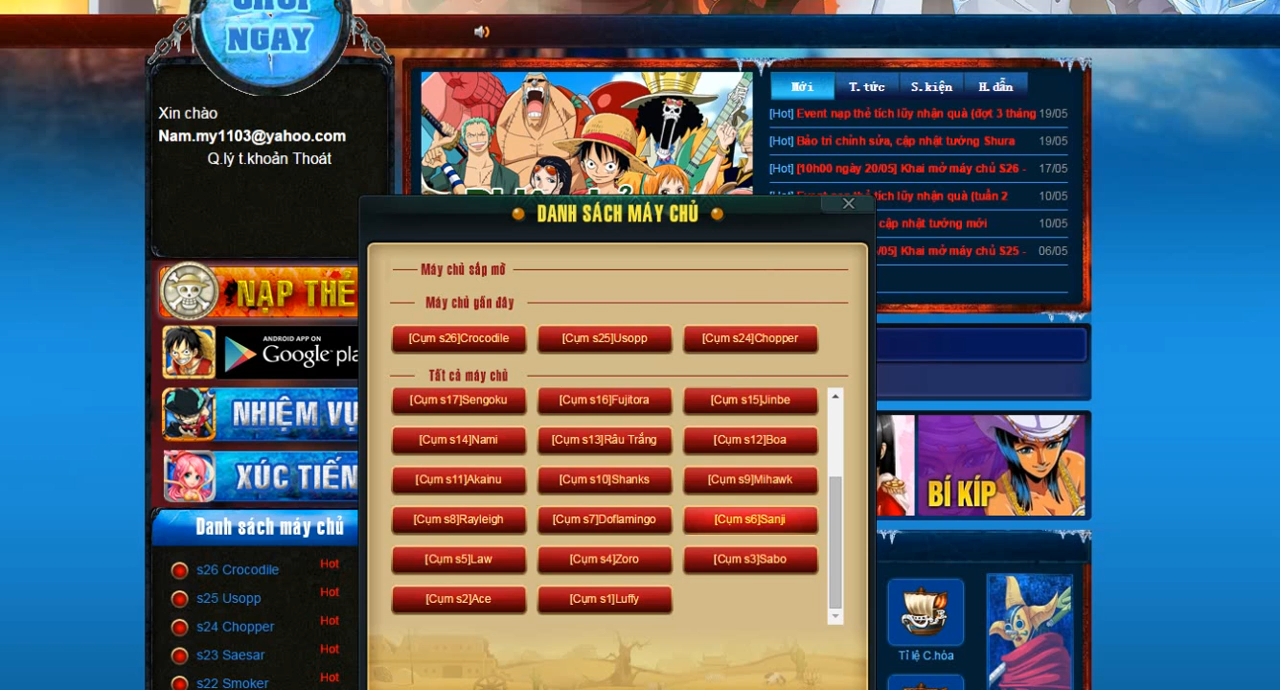 NGAY
Xin chào
Nam.my1103@yahoo.com
Q.lý t.khoản Thoát
NẠP THẺ
ANDROID APP ON
Google pla
NHIỆM VỤ
XÚC TIẾN
Danh sách máy chủ
s26 Crocodile Hot
s25 Usopp Hot
s24 Chopper Hot
s23 Saesar Hot
s22 Smoker Hot
Mới T.tức S.kiện H.dẫn
[Hot] Event nạp thẻ tích lũy nhận quà (đợt 3 tháng 19/05
[Hot] Bảo trì chỉnh sửa, cập nhật tướng Shura 19/05
[Hot] [10h00 ngày 20/05] Khai mở máy chủ S26 - 17/05
tích lũy nhận quà (tuần 2 10/05
cập nhật tướng mới 10/05
/05] Khai mở máy chủ S25 - 06/05
DANH SÁCH MÁY CHỦ
Máy chủ sắp mở
Máy chủ gần đây
[Cụm s26]Crocodile [Cụm s25]Usopp [Cụm s24]Chopper
Tất cả máy chủ
[Cụm s17]Sengoku [Cụm s16]Fujitora [Cụm s15]Jinbe
[Cụm s14]Nami [Cụm s13]Râu Trắng [Cụm s12]Boa
[Cụm s11]Akainu [Cụm s10]Shanks [Cụm s9]Mihawk
[Cụm s8]Rayleigh [Cụm s7]Doflamingo [Cụm s6]Sanji
[Cụm s5]Law [Cụm s4]Zoro [Cụm s3]Sabo
[Cụm s2]Ace [Cụm s1]Luffy
BÍ KÍP
Tỉ lệ C.hòa